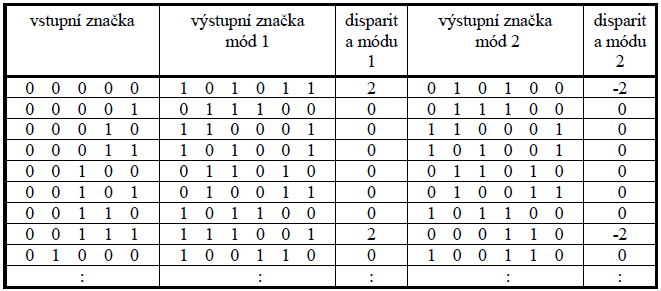 vstupní značka výstupní značka mód 1 disparit a módu 1 výstupní značka mód 2 disparit a módu 2
0 0 0 0 0 1 0 1 0 1 1 2 0 1 0 1 0 0 -2
0 0 0 0 1 0 1 1 1 0 0 0 0 1 1 1 0 0 0
0 0 0 1 0 1 1 0 0 0 1 0 1 1 0 0 0 1 0
0 0 0 1 1 1 0 1 0 0 1 0 1 0 1 0 0 1 0
0 0 1 0 0 0 1 1 0 1 0 0 0 1 1 0 1 0 0
0 0 1 0 1 0 1 0 0 1 1 0 0 1 0 0 1 1 0
0 0 1 1 0 1 0 1 1 0 0 0 1 0 1 1 0 0 0
0 0 1 1 1 1 1 1 0 0 1 2 0 0 0 1 1 0 -2
0 1 0 0 0 1 0 0 1 1 0 0 1 0 0 1 1 0 0
: : : : :